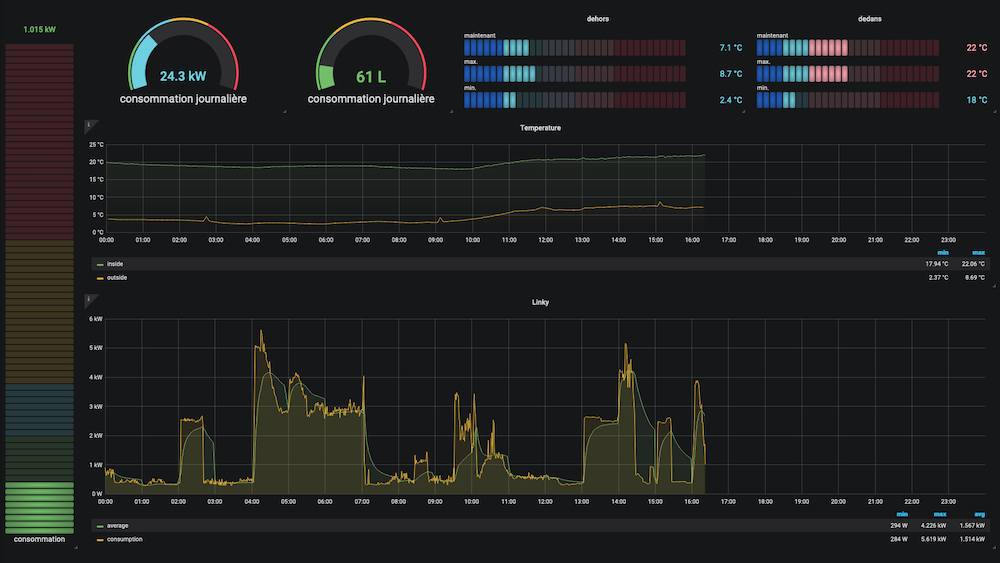 1.015 kW
consommation
24.3 kW
consommation journalière
61 L
consommation journalière
dehors
maintenant
7.1 °C
max.
8.7 °C
min.
2.4 °C
dedans
maintenant
22 °C
max.
22 °C
min.
18 °C
i
Temperature
25 °C
20 °C
15 °C
10 °C
5 °C
0 °C
00:00 01:00 02:00 03:00 04:00 05:00 06:00 07:00 08:00 09:00 10:00 11:00 12:00 13:00 14:00 15:00 16:00 17:00 18:00 19:00 20:00 21:00 22:00 23:00
min max
inside 17.94 °C 22.06 °C
outside 2.37 °C 8.69 °C
i
Linky
6 kW
5 kW
4 kW
3 kW
2 kW
1 kW
0 W
00:00 01:00 02:00 03:00 04:00 05:00 06:00 07:00 08:00 09:00 10:00 11:00 12:00 13:00 14:00 15:00 16:00 17:00 18:00 19:00 20:00 21:00 22:00 23:00
min max avg
average 294 W 4.226 kW 1.567 kW
consumption 284 W 5.619 kW 1.514 kW